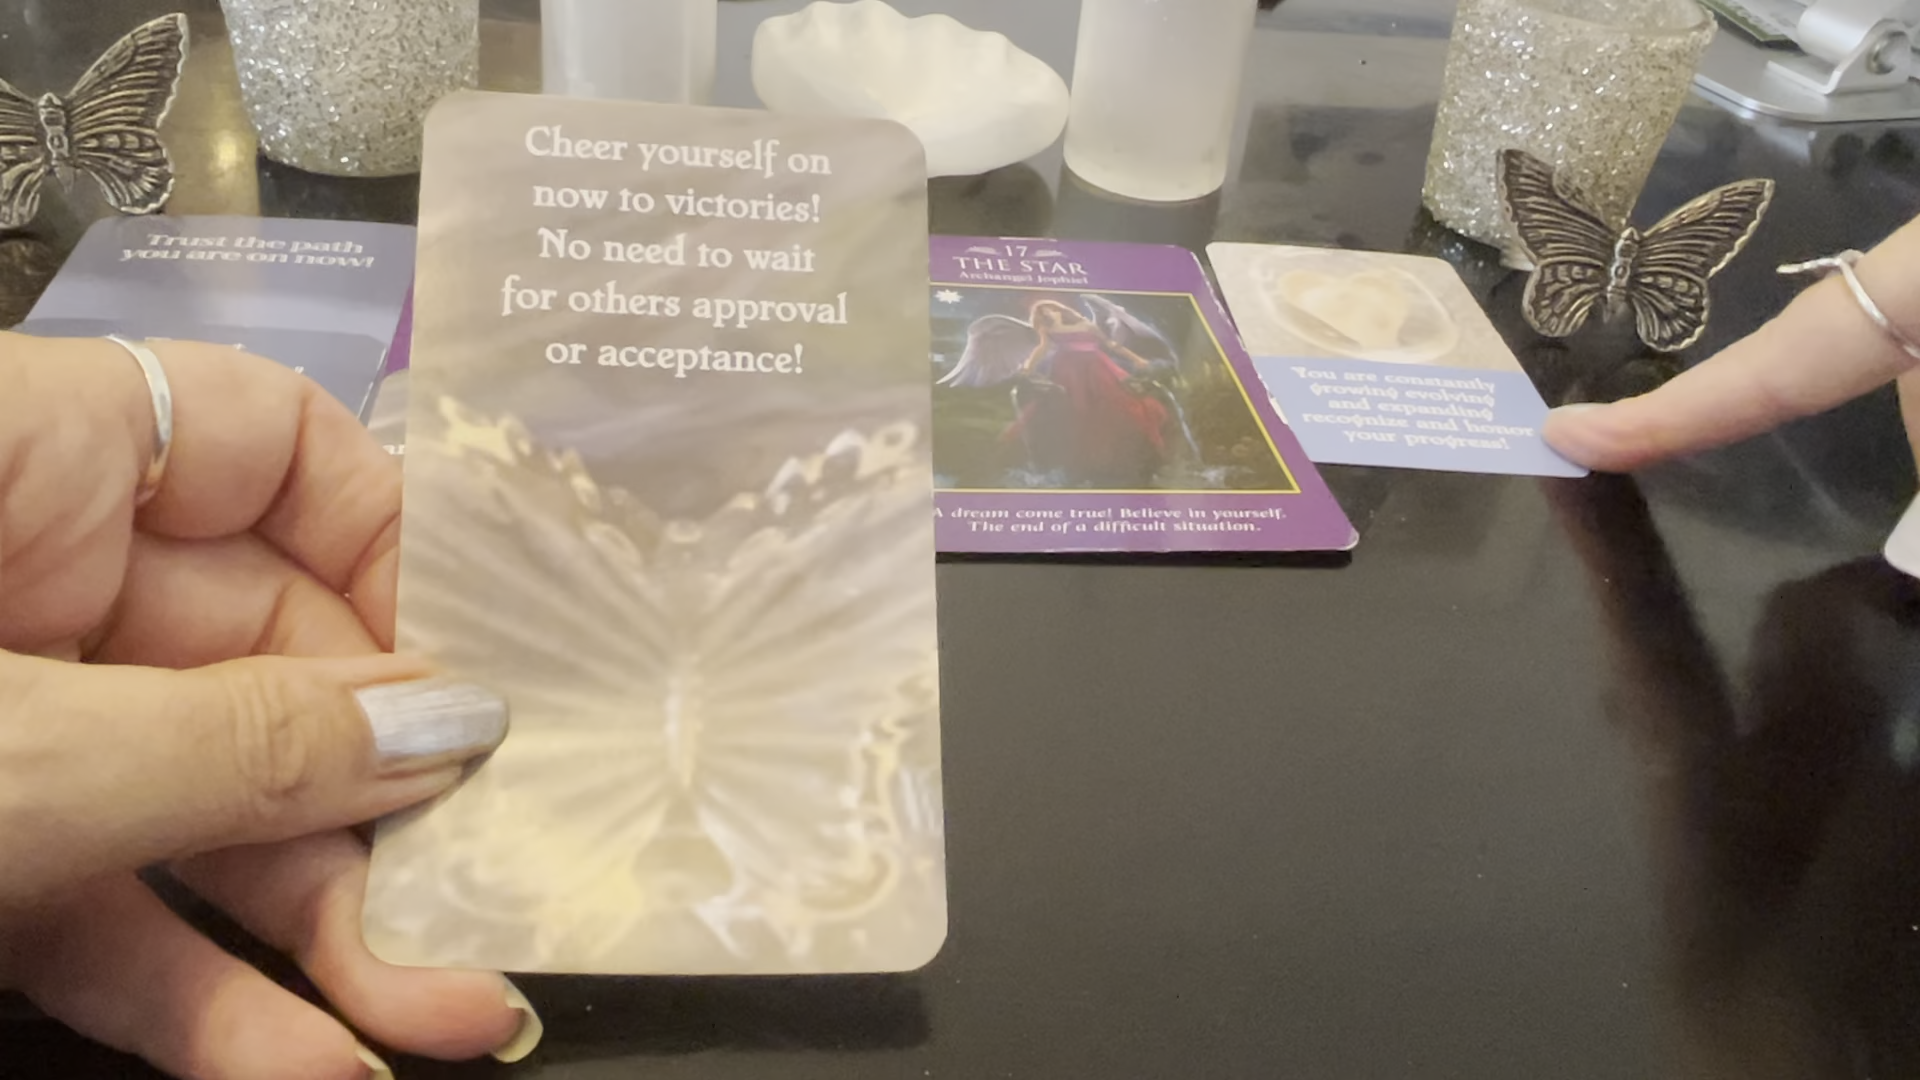 Cheer yourself on
now to victories!
No need to wait
for others approval
or acceptance!
Trust the path
you are on now!
17
THE STAR
Archangel Jophiel
A dream come true! Believe in yourself.
The end of a difficult situation.
You are constantly
growing evolving
and expanding
recognize and honor
your progress!